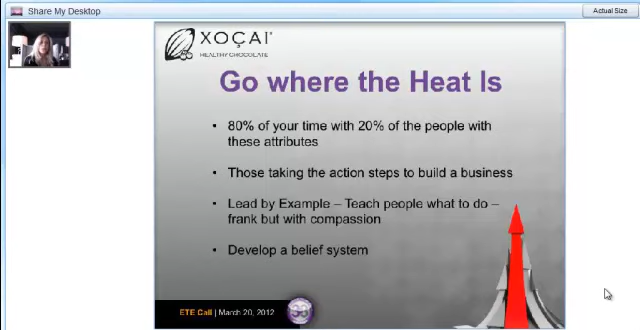 Share My Desktop
Actual Size
XOÇAI
HEALTHY CHOCOLATE
Go where the Heat Is
• 80% of your time with 20% of the people with
these attributes
• Those taking the action steps to build a business
• Lead by Example – Teach people what to do –
frank but with compassion
• Develop a belief system
ETE Call | March 20, 2012